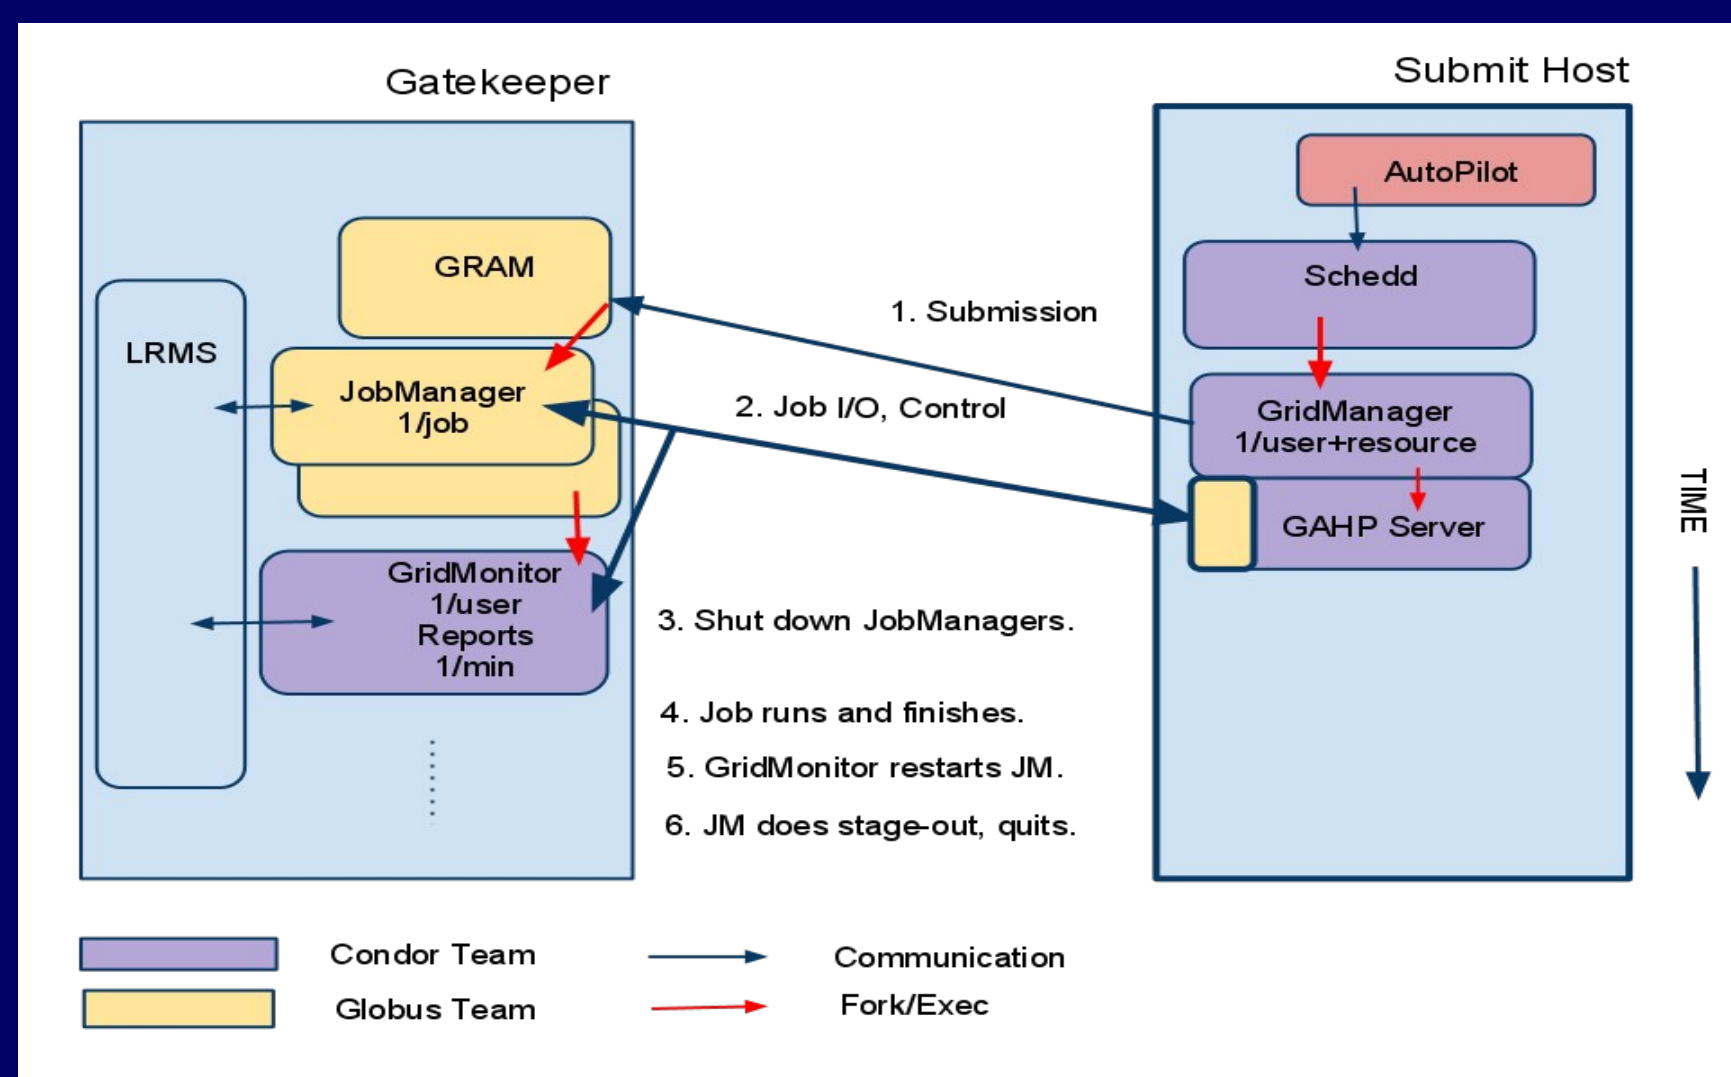 Gatekeeper
Submit Host
AutoPilot
GRAM
Schedd
LRMS
1. Submission
JobManager
1/job
2. Job I/O, Control
GridManager
1/user+resource
GAHP Server
TIME
GridMonitor
1/user
Reports
1/min
3. Shut down JobManagers.
4. Job runs and finishes.
5. GridMonitor restarts JM.
6. JM does stage-out, quits.
Condor Team
Communication
Globus Team
Fork/Exec